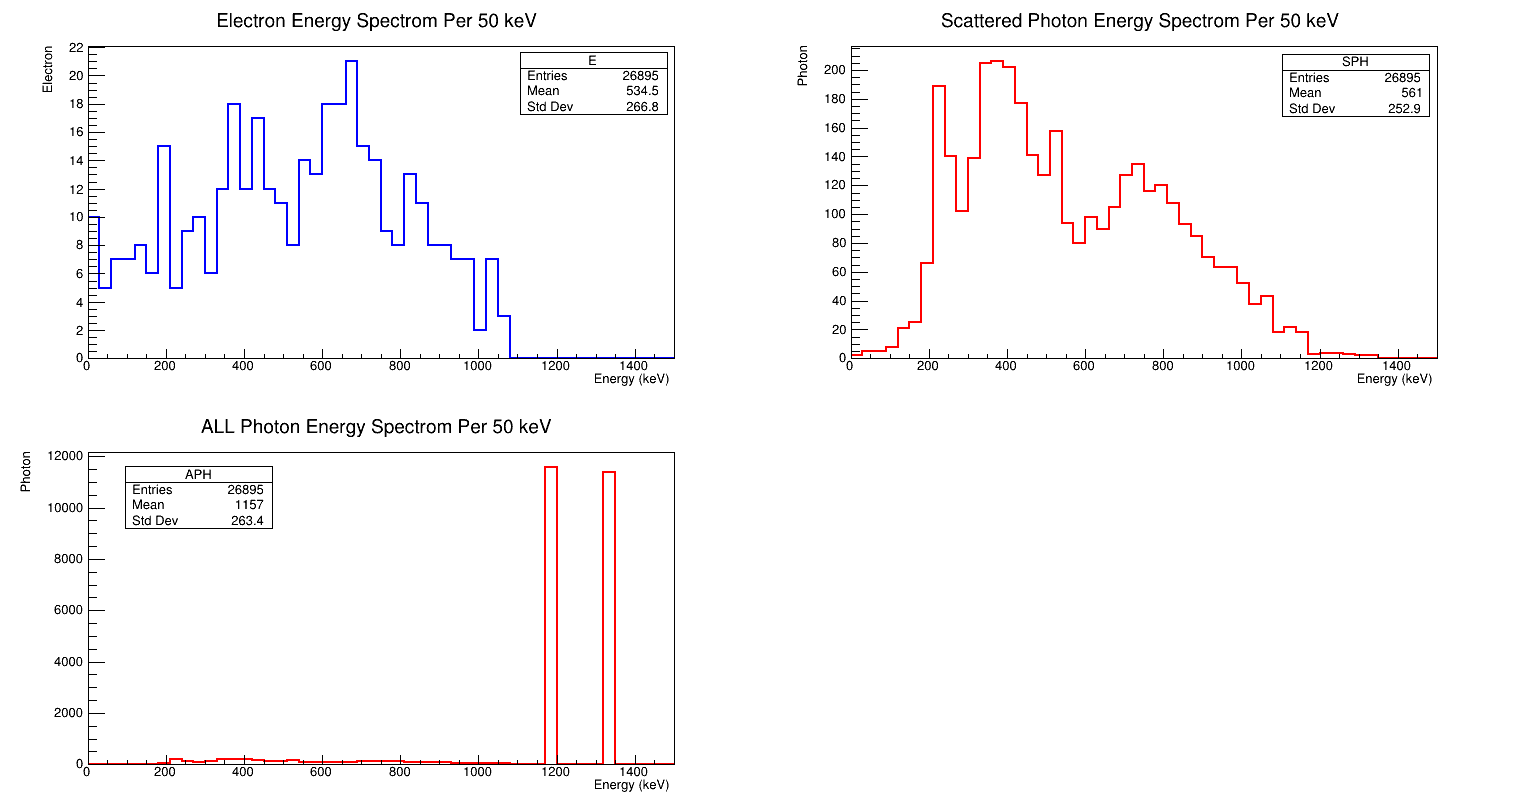 Electron Energy Spectrom Per 50 keV
Electron
22
20
18
16
14
12
10
8
6
4
2
0
0 200 400 600 800 1000 1200 1400
Energy (keV)
E
Entries 26895
Mean 534.5
Std Dev 266.8
Scattered Photon Energy Spectrom Per 50 keV
Photon
200
180
160
140
120
100
80
60
40
20
0
0 200 400 600 800 1000 1200 1400
Energy (keV)
SPH
Entries 26895
Mean 561
Std Dev 252.9
ALL Photon Energy Spectrom Per 50 keV
Photon
12000
10000
8000
6000
4000
2000
0
0 200 400 600 800 1000 1200 1400
Energy (keV)
APH
Entries 26895
Mean 1157
Std Dev 263.4